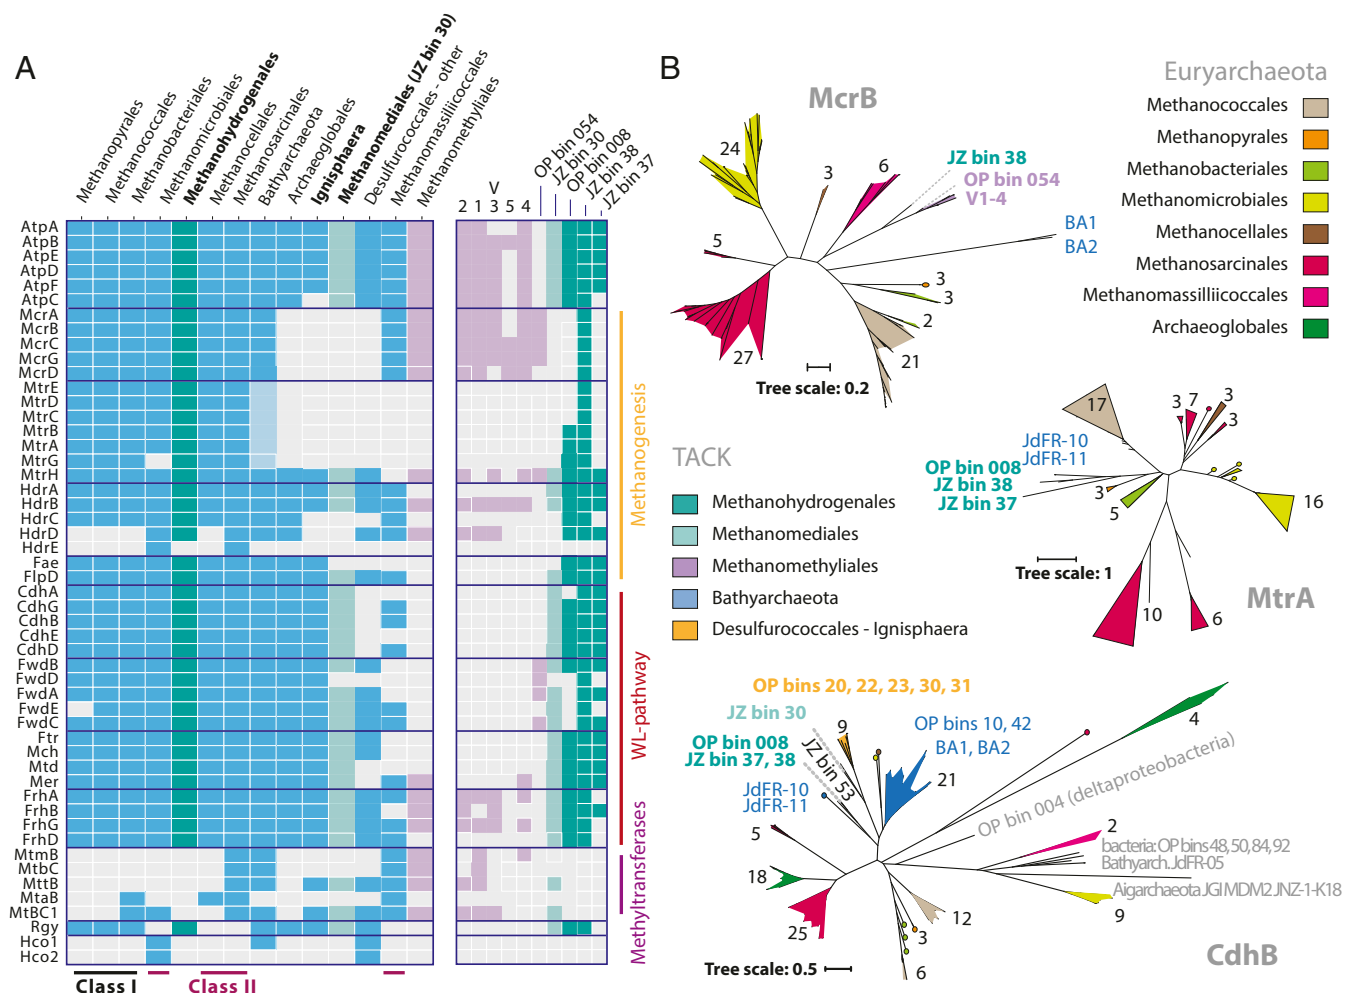 A
Methanopyrales
Methanococcales
Methanobacteriales
Methanomicrobiales
Methanohydrogenales
Methanocellales
Methanosarcinales
Bathyarchaeota
Archaeoglobales
Ignisphaera
Methanomediales (JZ bin 30)
Desulfurococcales - other
Methanomassiliicoccales
Methanomethyliales
V
2 1 3 5 4
OP bin 054
JZ bin 30
OP bin 008
JZ bin 38
JZ bin 37
AtpA
AtpB
AtpE
AtpD
AtpF
AtpC
McrA
McrB
McrC
McrG
McrD
MtrE
MtrD
MtrC
MtrB
MtrA
MtrG
MtrH
HdrA
HdrB
HdrC
HdrD
HdrE
Fae
FlpD
CdhA
CdhG
CdhB
CdhE
CdhD
FwdB
FwdD
FwdA
FwdE
FwdC
Ftr
Mch
Mtd
Mer
FrhA
FrhB
FrhG
FrhD
MtmB
MtbC
MttB
MtaB
MtBC1
Rgy
Hco1
Hco2
Class I
Class II
Methanogenesis
WL-pathway
Methyltransferases
B
McrB
24
3
6
JZ bin 38
OP bin 054
V1-4
BA1
BA2
5
3
3
2
21
27
Tree scale: 0.2
Euryarchaeota
Methanococcales
Methanopyrales
Methanobacteriales
Methanomicrobiales
Methanocellales
Methanosarcinales
Methanomassilliicoccales
Archaeoglobales
TACK
Methanohydrogenales
Methanomediales
Methanomethyliales
Bathyarchaeota
Desulfurococcales - Ignisphaera
17
3
7
3
3
JdFR-10
JdFR-11
OP bin 008
JZ bin 38
JZ bin 37
3
5
16
Tree scale: 1
10
6
MtrA
OP bins 20, 22, 23, 30, 31
JZ bin 30
OP bin 008
JZ bin 37, 38
JZ bin 53
9
OP bins 10, 42
BA1, BA2
21
JdFR-10
JdFR-11
4
OP bin 004 (deltaproteobacteria)
5
18
25
2
bacteria: OP bins 48, 50, 84, 92
Bathyarch. JdFR-05
Aigarchaeota JGI MDM2 JNZ-1-K18
9
12
3
6
Tree scale: 0.5
CdhB